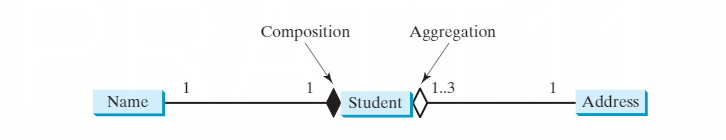 Composition Aggregation
1 1 1..3 1
Name Student Address